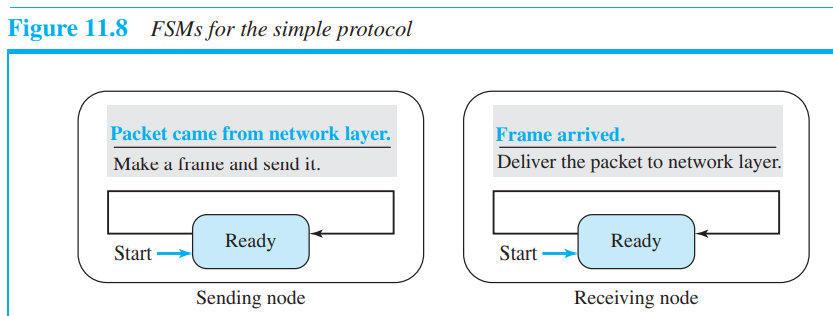 Figure 11.8 FSMs for the simple protocol
Packet came from network layer.
Make a frame and send it.
Start
Ready
Sending node
Frame arrived.
Deliver the packet to network layer.
Start
Ready
Receiving node